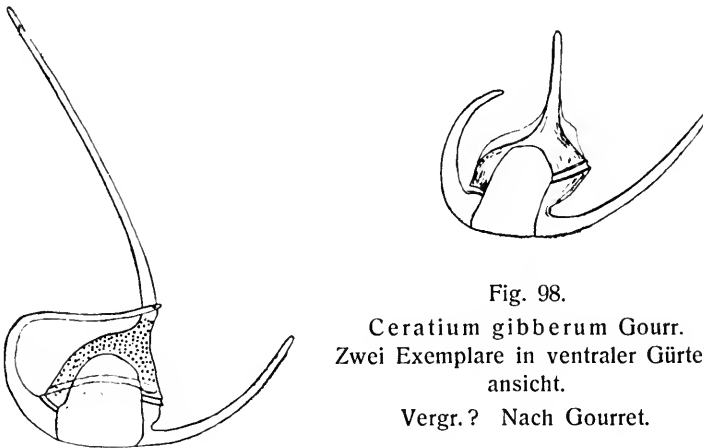 Fig. 98.
Ceratium gibberum Gourr.
Zwei Exemplare in ventraler Gürte
ansicht.
Vergr.? Nach Gourret.